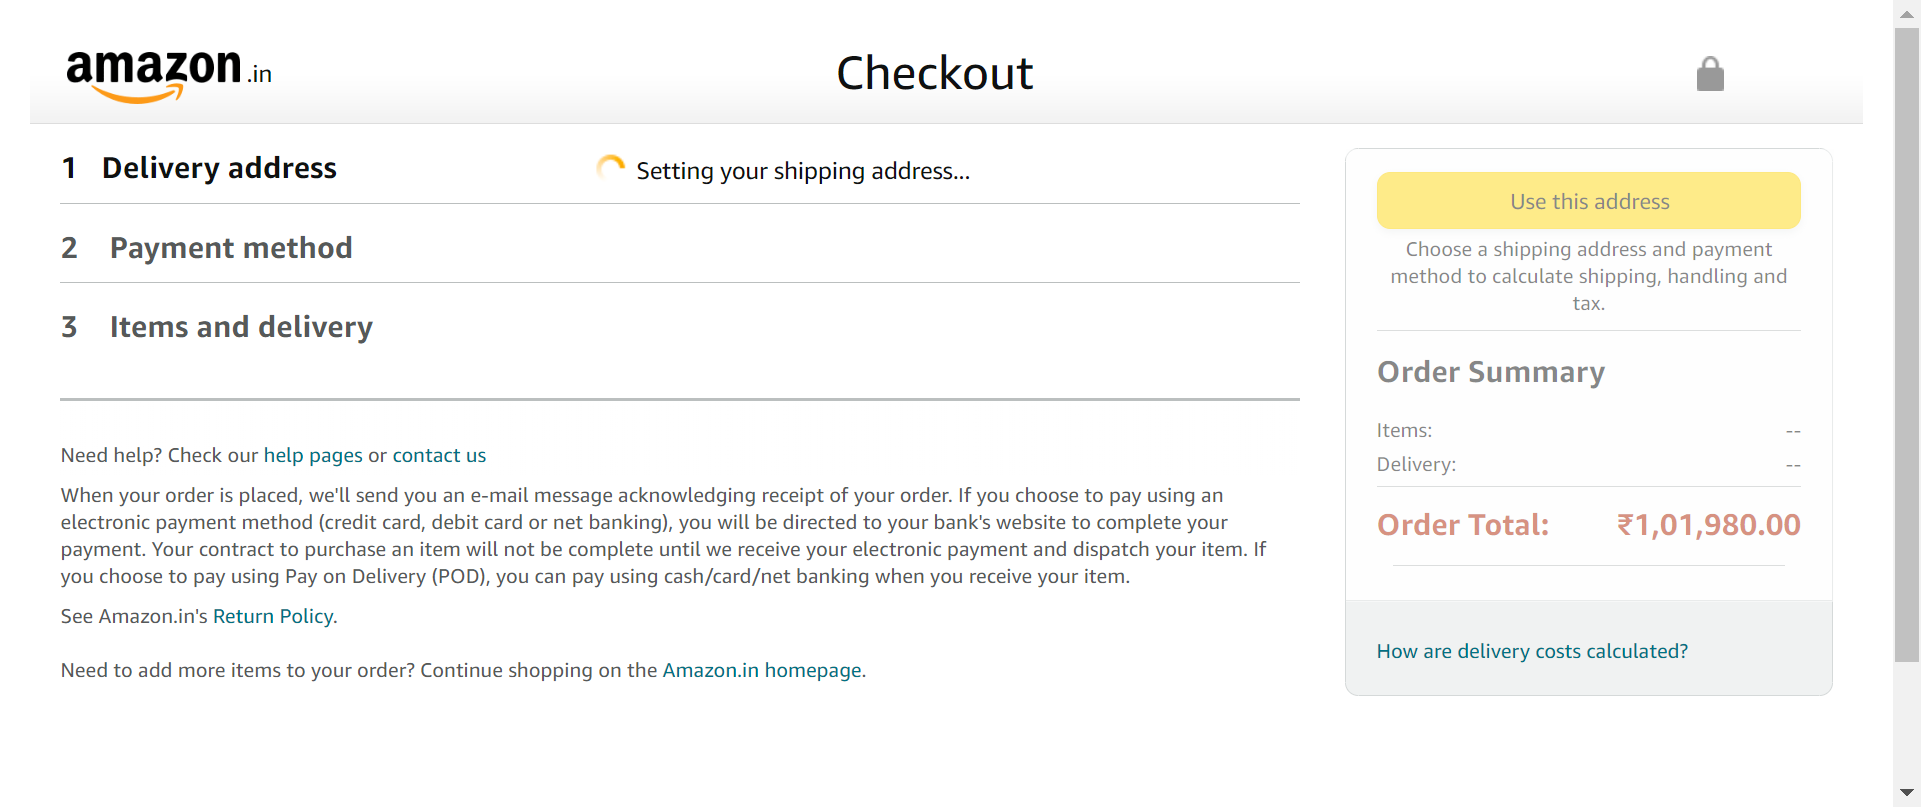 amazon.in
Checkout
1 Delivery address
Setting your shipping address...
2 Payment method
3 Items and delivery
Need help? Check our help pages or contact us
When your order is placed, we'll send you an e-mail message acknowledging receipt of your order. If you choose to pay using an
electronic payment method (credit card, debit card or net banking), you will be directed to your bank's website to complete your
payment. Your contract to purchase an item will not be complete until we receive your electronic payment and dispatch your item. If
you choose to pay using Pay on Delivery (POD), you can pay using cash/card/net banking when you receive your item.
See Amazon.in's Return Policy.
Need to add more items to your order? Continue shopping on the Amazon.in homepage.
Use this address
Choose a shipping address and payment
method to calculate shipping, handling and
tax.
Order Summary
Items: --
Delivery: --
Order Total: ₹1,01,980.00
How are delivery costs calculated?